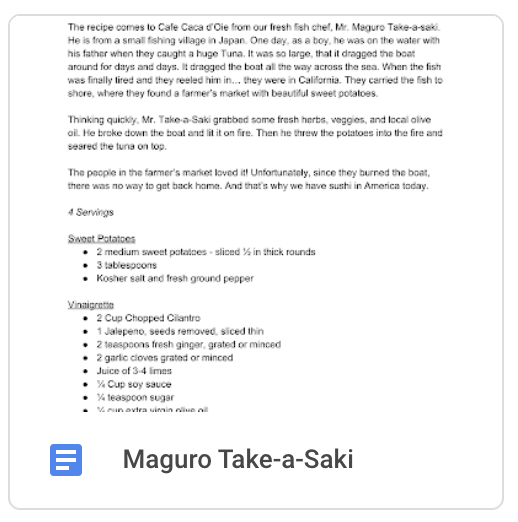 The recipe comes to Cafe Caca d'Oie from our fresh fish chef, Mr. Maguro Take-a-saki.
He is from a small fishing village in Japan. One day, as a boy, he was on the water with
his father when they caught a huge Tuna. It was so large, that it dragged the boat
around for days and days. It dragged the boat all the way across the sea. When the fish
was finally tired and they reeled him in... they were in California. They carried the fish to
shore, where they found a farmer's market with beautiful sweet potatoes.
Thinking quickly, Mr. Take-a-Saki grabbed some fresh herbs, veggies, and local olive
oil. He broke down the boat and lit it on fire. Then he threw the potatoes into the fire and
seared the tuna on top.
The people in the farmer's market loved it! Unfortunately, since they burned the boat,
there was no way to get back home. And that's why we have sushi in America today.
4 Servings
Sweet Potatoes
● 2 medium sweet potatoes - sliced ½ in thick rounds
● 3 tablespoons
● Kosher salt and fresh ground pepper
Vinaigrette
● 2 Cup Chopped Cilantro
● 1 Jalepeno, seeds removed, sliced thin
● 2 teaspoons fresh ginger, grated or minced
● 2 garlic cloves grated or minced
● Juice of 3-4 limes
● ¼ Cup soy sauce
● ¼ teaspoon sugar
● ¼ cup extra virgin olive oil
Maguro Take-a-Saki